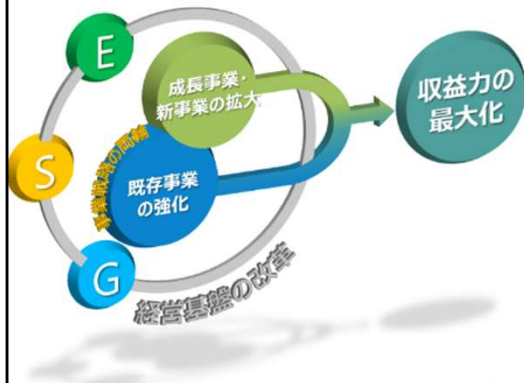 E
成長事業・
新事業の拡大
収益力の
最大化
S
事業戦略の両輪
既存事業
の強化
G
経営基盤の改革